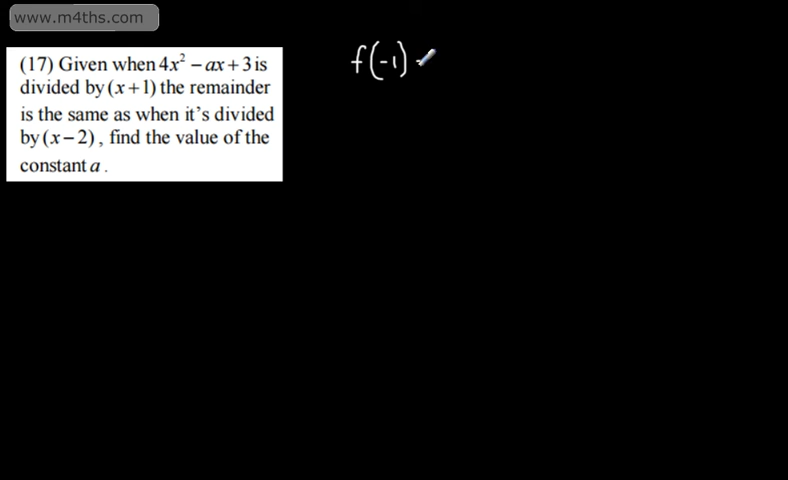 www.m4ths.com
(17) Given when 4x² − ax + 3 is
divided by (x + 1) the remainder
is the same as when it's divided
by (x − 2), find the value of the
constant a.
f(-1)